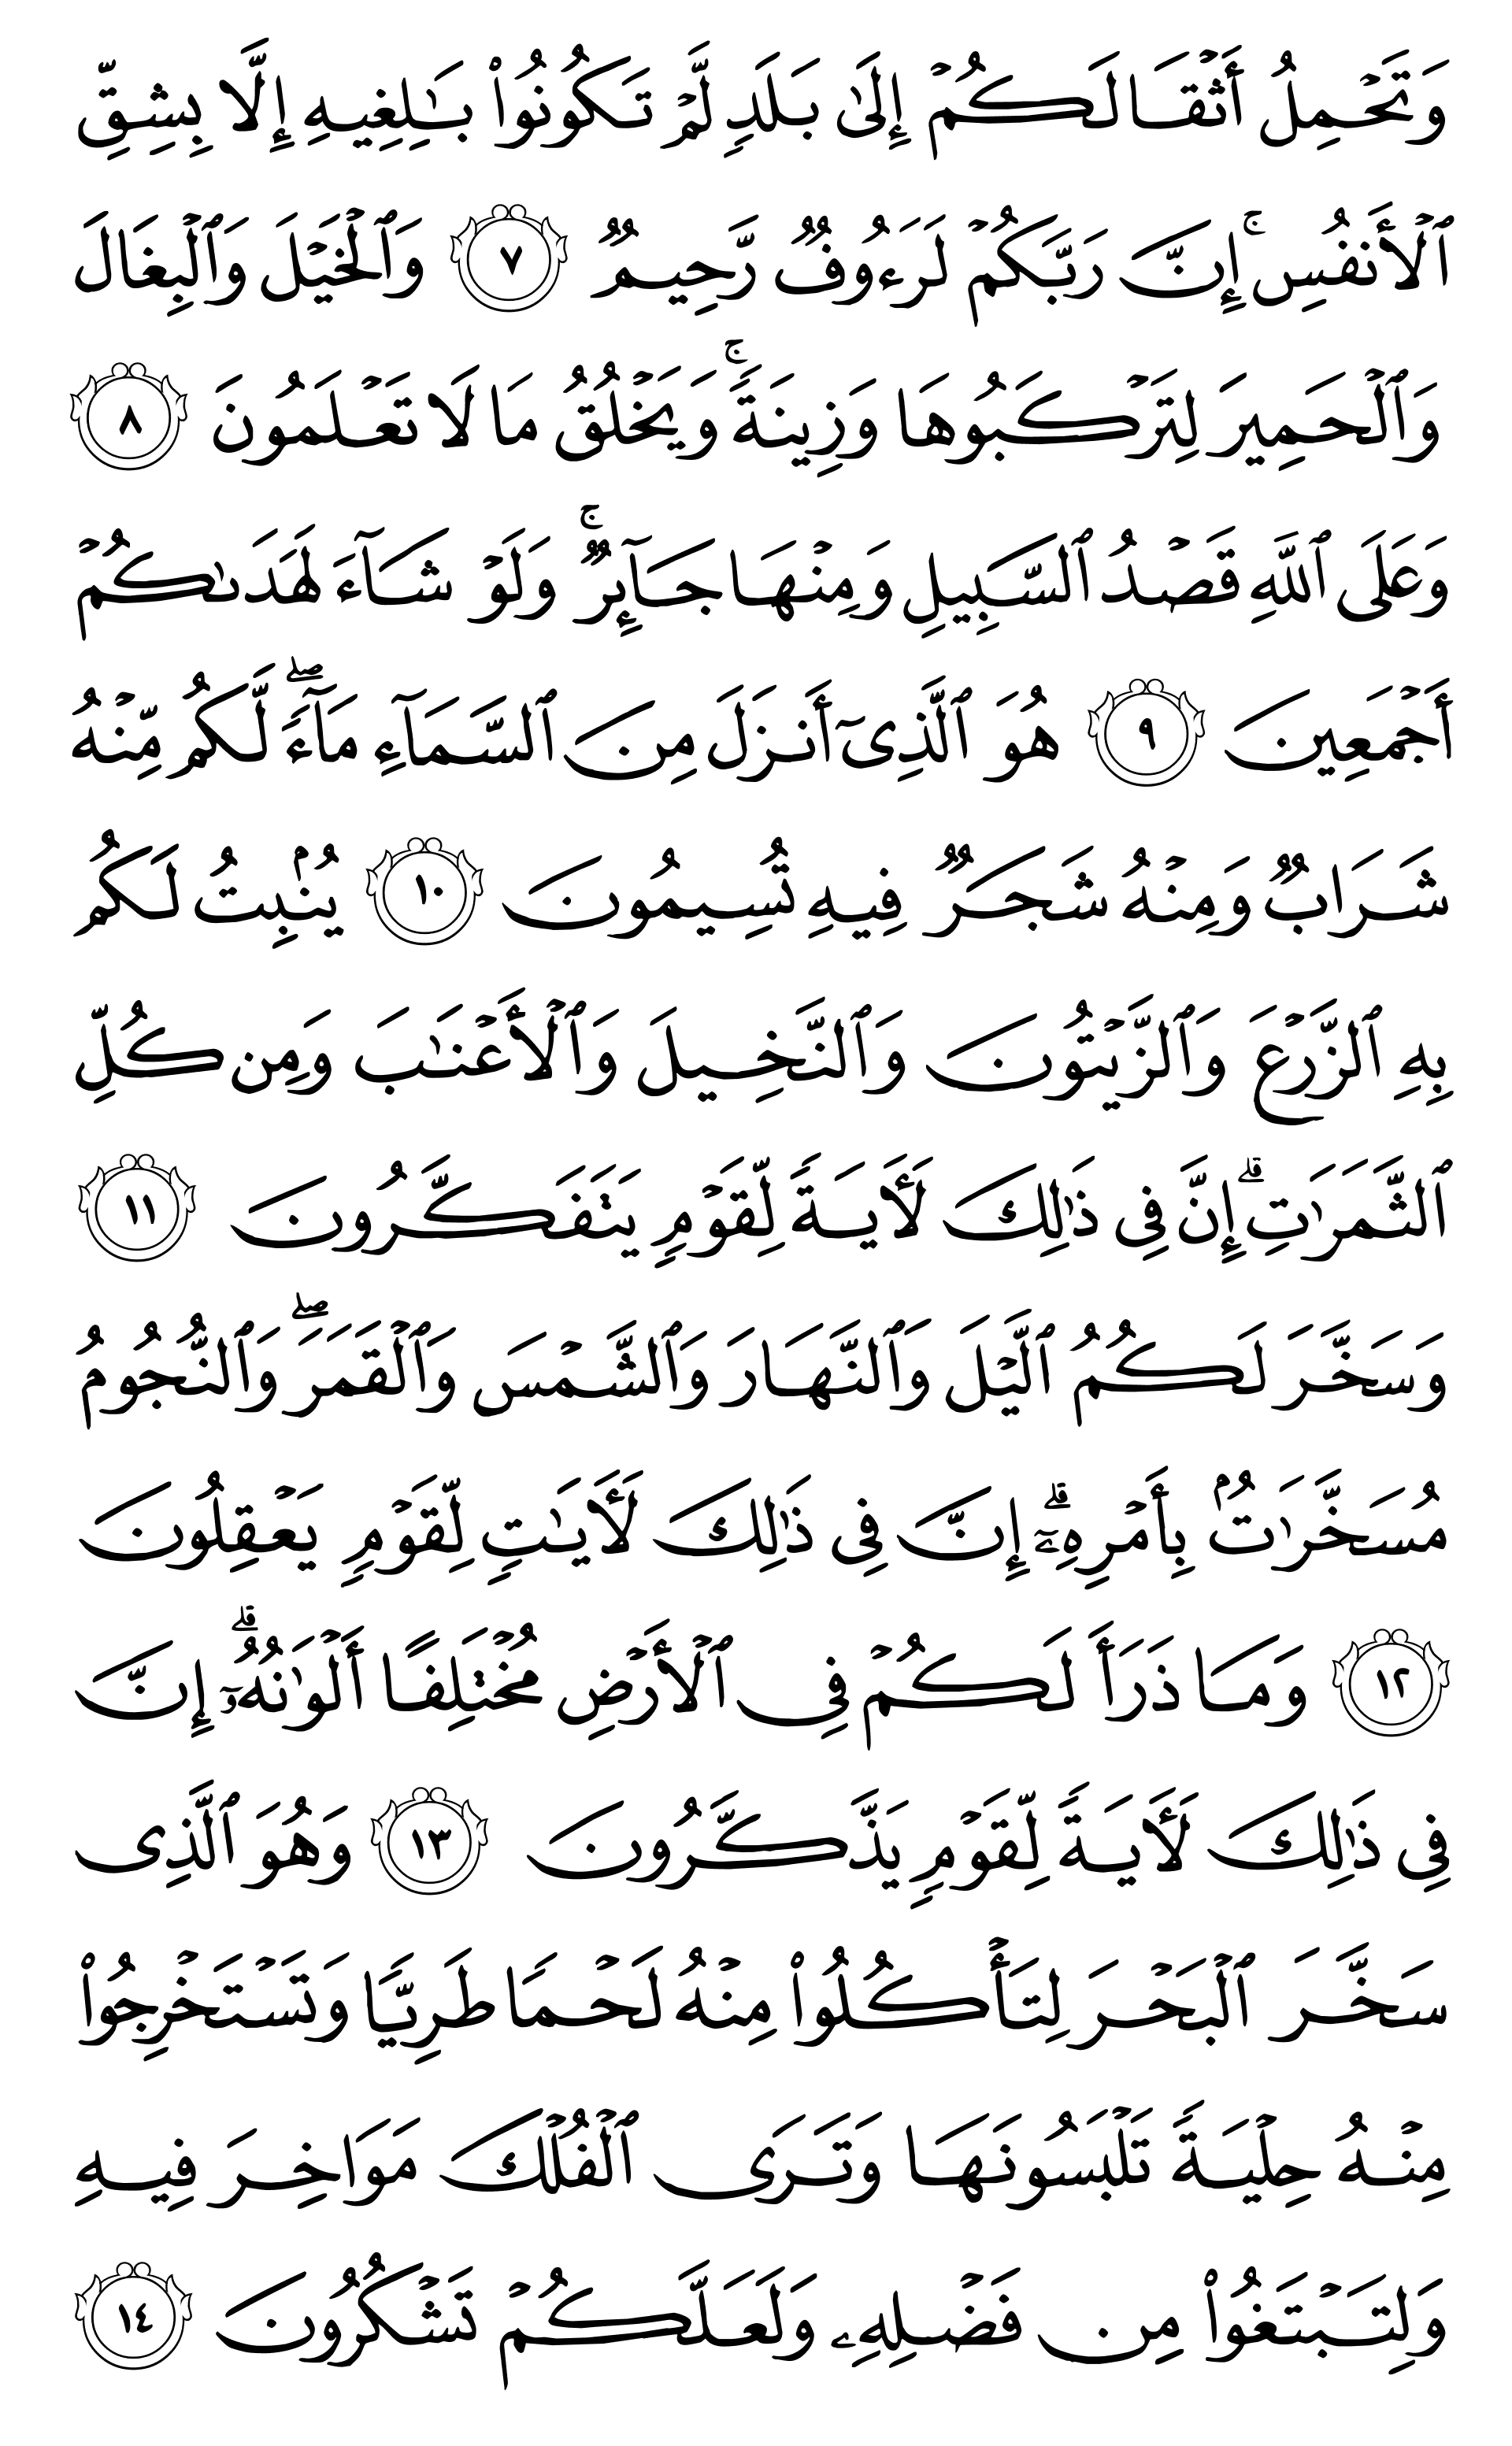 وَتَحۡمِلُ أَثۡقَالَكُمۡ إِلَىٰ بَلَدٖ لَّمۡ تَكُونُواْ بَٰلِغِيهِ إِلَّا بِشِقِّ
ٱلۡأَنفُسِۚ إِنَّ رَبَّكُمۡ لَرَءُوفٞ رَّحِيمٞ ٧ وَٱلۡخَيۡلَ وَٱلۡبِغَالَ
وَٱلۡحَمِيرَ لِتَرۡكَبُوهَا وَزِينَةٗۚ وَيَخۡلُقُ مَا لَا تَعۡلَمُونَ ٨
وَعَلَى ٱللَّهِ قَصۡدُ ٱلسَّبِيلِ وَمِنۡهَا جَآئِرٞۚ وَلَوۡ شَآءَ لَهَدَىٰكُمۡ
أَجۡمَعِينَ ٩ هُوَ ٱلَّذِيٓ أَنزَلَ مِنَ ٱلسَّمَآءِ مَآءٗۖ لَّكُم مِّنۡهُ
شَرَابٞ وَمِنۡهُ شَجَرٞ فِيهِ تُسِيمُونَ ١٠ يُنۢبِتُ لَكُم
بِهِ ٱلزَّرۡعَ وَٱلزَّيۡتُونَ وَٱلنَّخِيلَ وَٱلۡأَعۡنَٰبَ وَمِن كُلِّ
ٱلثَّمَرَٰتِۚ إِنَّ فِي ذَٰلِكَ لَأٓيَةٗ لِّقَوۡمٖ يَتَفَكَّرُونَ ١١
وَسَخَّرَ لَكُمُ ٱلَّيۡلَ وَٱلنَّهَارَ وَٱلشَّمۡسَ وَٱلۡقَمَرَۖ وَٱلنُّجُومُ
مُسَخَّرَٰتُۢ بِأَمۡرِهِۦٓۗ إِنَّ فِي ذَٰلِكَ لَأٓيَٰتٖ لِّقَوۡمٖ يَعۡقِلُونَ
١٢ وَمَا ذَرَأَ لَكُمۡ فِي ٱلۡأَرۡضِ مُخۡتَلِفًا أَلۡوَٰنُهُۥٓۗ إِنَّ
فِي ذَٰلِكَ لَأٓيَةٗ لِّقَوۡمٖ يَذَّكَّرُونَ ١٣ وَهُوَ ٱلَّذِي
سَخَّرَ ٱلۡبَحۡرَ لِتَأۡكُلُواْ مِنۡهُ لَحۡمٗا طَرِيّٗا وَتَسۡتَخۡرِجُواْ
مِنۡهُ حِلۡيَةٗ تَلۡبَسُونَهَا وَتَرَى ٱلۡفُلۡكَ مَوَاخِرَ فِيهِ
وَلِتَبۡتَغُواْ مِن فَضۡلِهِۦ وَلَعَلَّكُمۡ تَشۡكُرُونَ ١٤